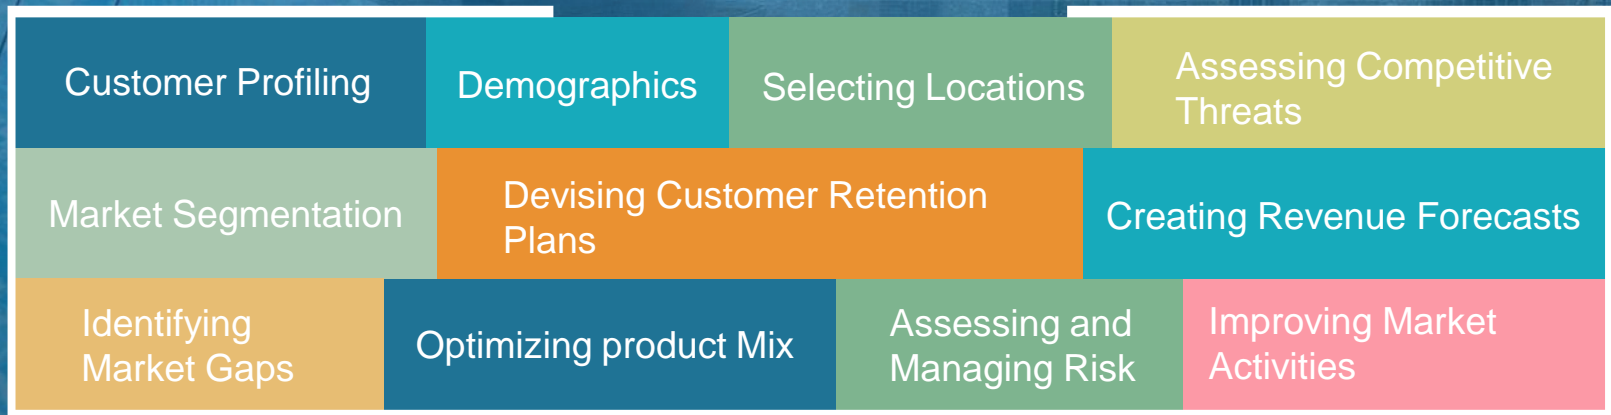 Customer Profiling
Demographics
Selecting Locations
Assessing Competitive
Threats
Market Segmentation
Devising Customer Retention
Plans
Creating Revenue Forecasts
Identifying
Market Gaps
Optimizing product Mix
Assessing and
Managing Risk
Improving Market
Activities